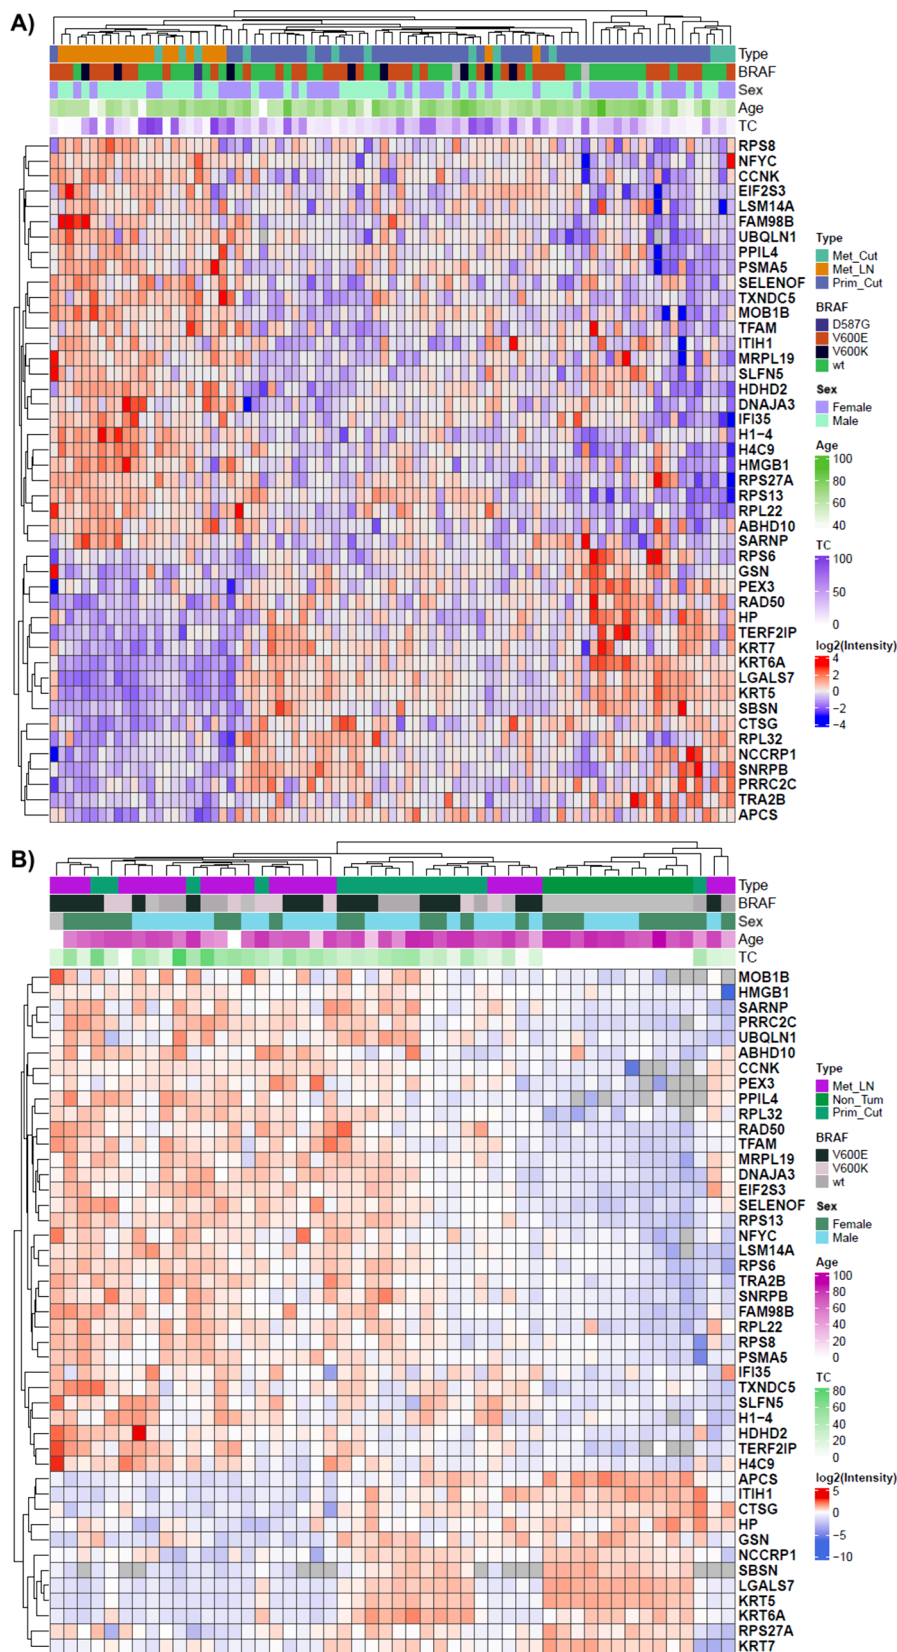 A)
Type
BRAF
Sex
Age
TC
RPS8
NFYC
CCNK
EIF2S3
LSM14A
FAM98B
UBQLN1
PPIL4
PSMA5
SELENOF
TXNDC5
MOB1B
TFAM
ITIH1
MRPL19
SLFN5
HDHD2
DNAJA3
IFI35
H1-4
H4C9
HMGB1
RPS27A
RPS13
RPL22
ABHD10
SARNP
RPS6
GSN
PEX3
RAD50
HP
TERF2IP
KRT7
KRT6A
LGALS7
KRT5
SBSN
CTSG
RPL32
NCCRP1
SNRPB
PRRC2C
TRA2B
APCS
Type
Met_Cut
Met_LN
Prim_Cut
BRAF
D587G
V600E
V600K
wt
Sex
Female
Male
Age
100
80
60
40
TC
100
50
0
log2(Intensity)
4
2
0
−2
−4
B)
Type
BRAF
Sex
Age
TC
MOB1B
HMGB1
SARNP
PRRC2C
UBQLN1
ABHD10
CCNK
PEX3
PPIL4
RPL32
RAD50
TFAM
MRPL19
DNAJA3
EIF2S3
SELENOF
RPS13
NFYC
LSM14A
RPS6
TRA2B
SNRPB
FAM98B
RPL22
RPS8
PSMA5
IFI35
TXNDC5
SLFN5
H1-4
HDHD2
TERF2IP
H4C9
APCS
ITIH1
CTSG
HP
GSN
NCCRP1
SBSN
LGALS7
KRT5
KRT6A
RPS27A
KRT7
Type
Met_LN
Non_Tum
Prim_Cut
BRAF
V600E
V600K
wt
Sex
Female
Male
Age
100
80
60
40
20
0
TC
80
60
40
20
0
log2(Intensity)
5
0
−5
−10